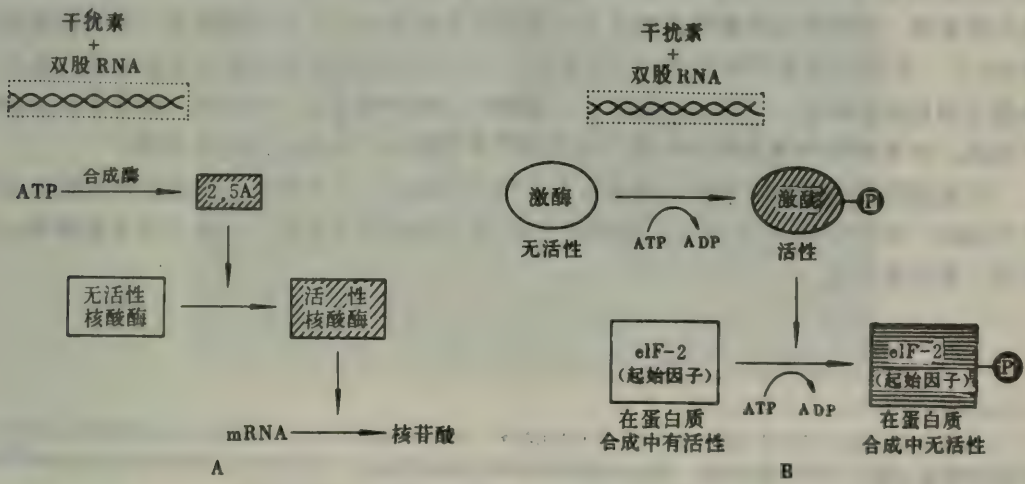 干扰素
+
双股RNA
ATP
合成酶
2,5A
无活性
核酸酶
活 性
核酸酶
mRNA
核苷酸
A
干扰素
+
双股RNA
激酶
无活性
ATP
ADP
激酶
P
活性
eIF-2
(起始因子)
在蛋白质
合成中有活性
ATP
ADP
eIF-2
(起始因子)
P
在蛋白质
合成中无活性
B